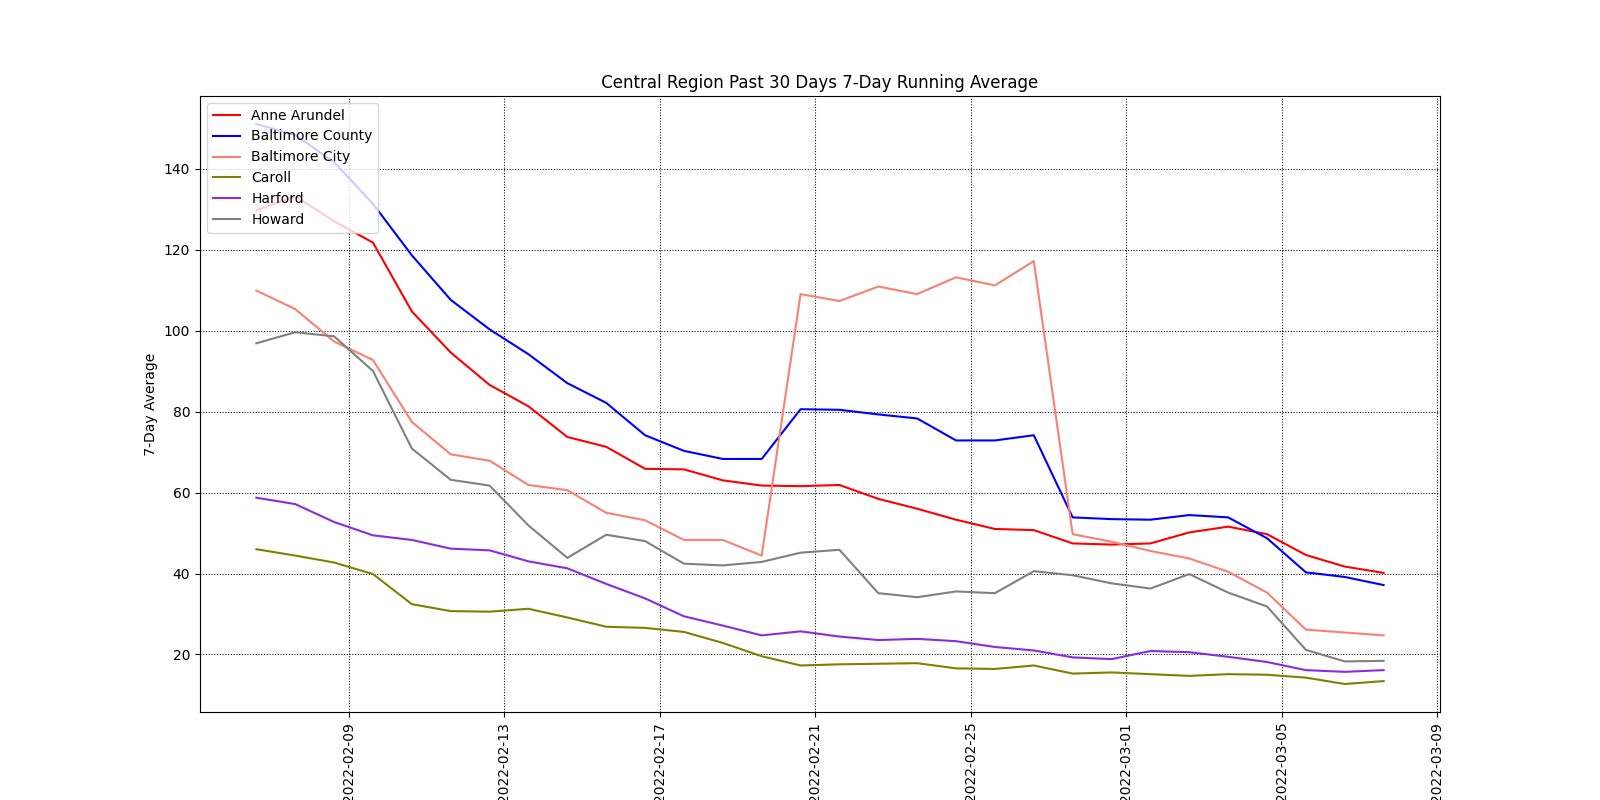 Central Region Past 30 Days 7-Day Running Average
Anne Arundel
Baltimore County
Baltimore City
Caroll
Harford
Howard
7-Day Average
140
120
100
80
60
40
20
2022-02-09
2022-02-13
2022-02-17
2022-02-21
2022-02-25
2022-03-01
2022-03-05
2022-03-09